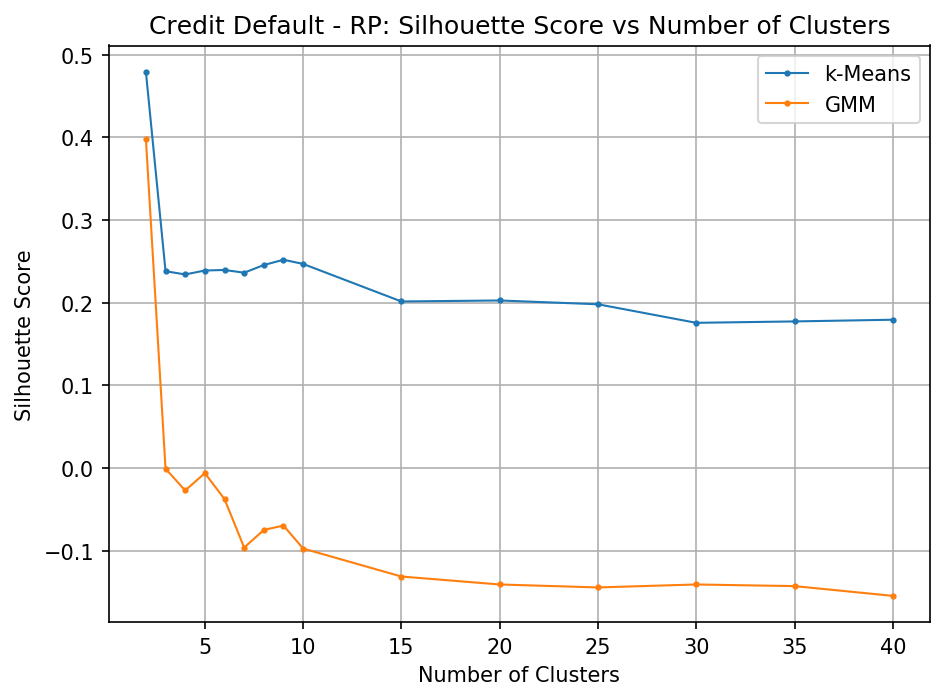 Credit Default - RP: Silhouette Score vs Number of Clusters
k-Means
GMM
Silhouette Score
0.5
0.4
0.3
0.2
0.1
0.0
−0.1
5 10 15 20 25 30 35 40
Number of Clusters